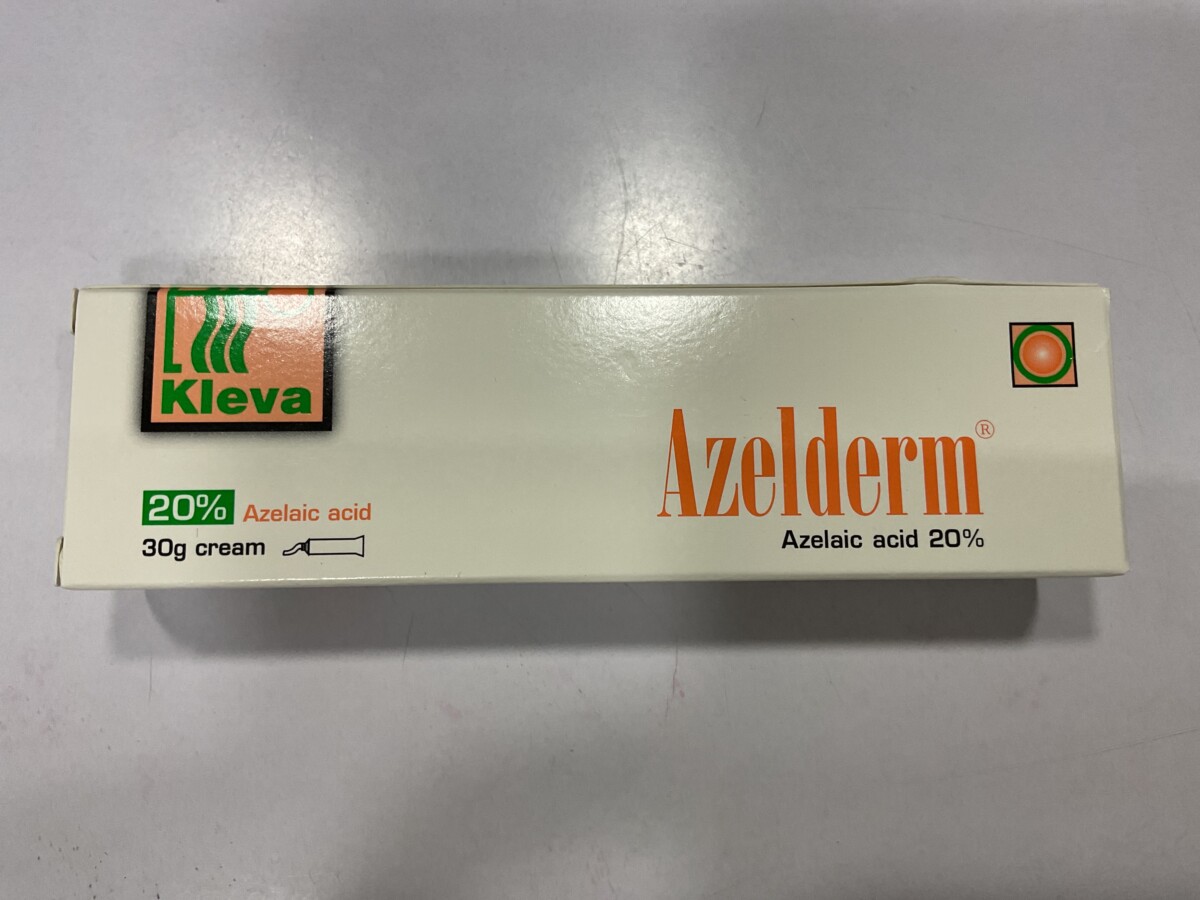 Kleva
20% Azelaic acid
30g cream
Azelderm®
Azelaic acid 20%